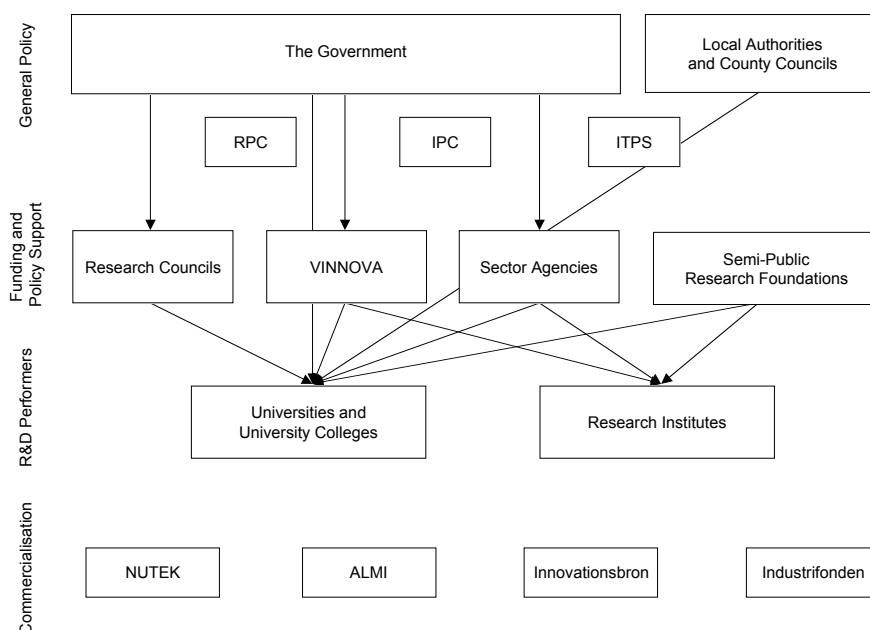 General Policy
The Government
Local Authorities
and County Councils
RPC
IPC
ITPS
Funding and
Policy Support
Research Councils
VINNOVA
Sector Agencies
Semi-Public
Research Foundations
R&D Performers
Universities and
University Colleges
Research Institutes
Commercialisation
NUTEK
ALMI
Innovationsbron
Industrifonden